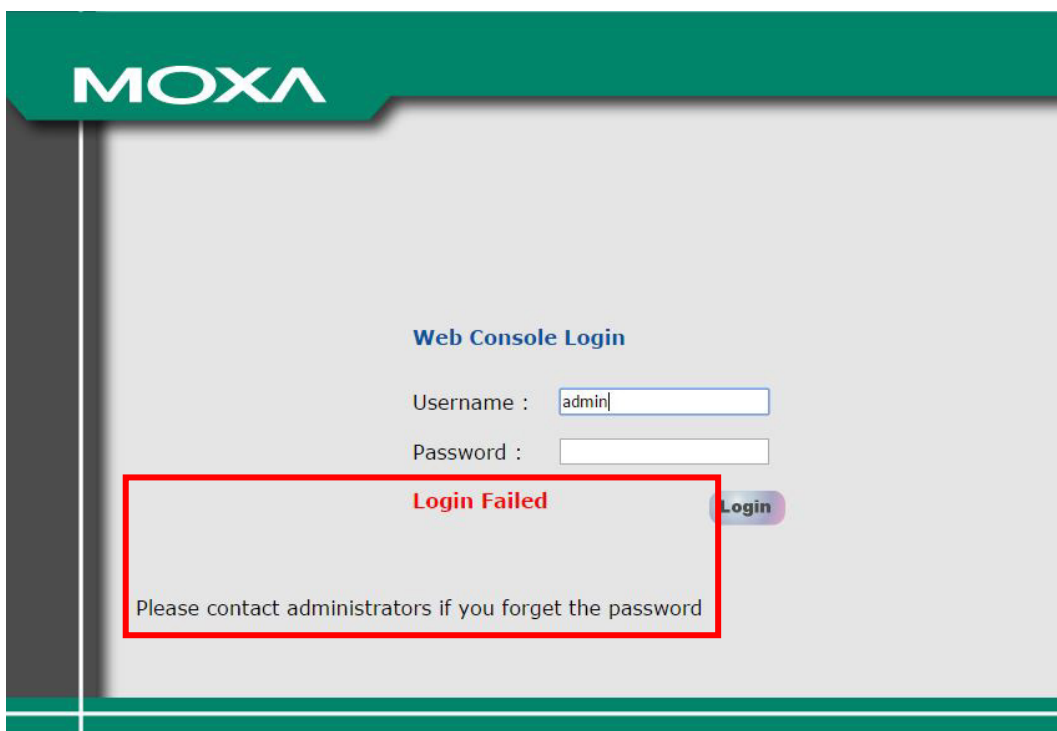 MOXA
Web Console Login
Username : admin
Password :
Login Failed
Login
Please contact administrators if you forget the password